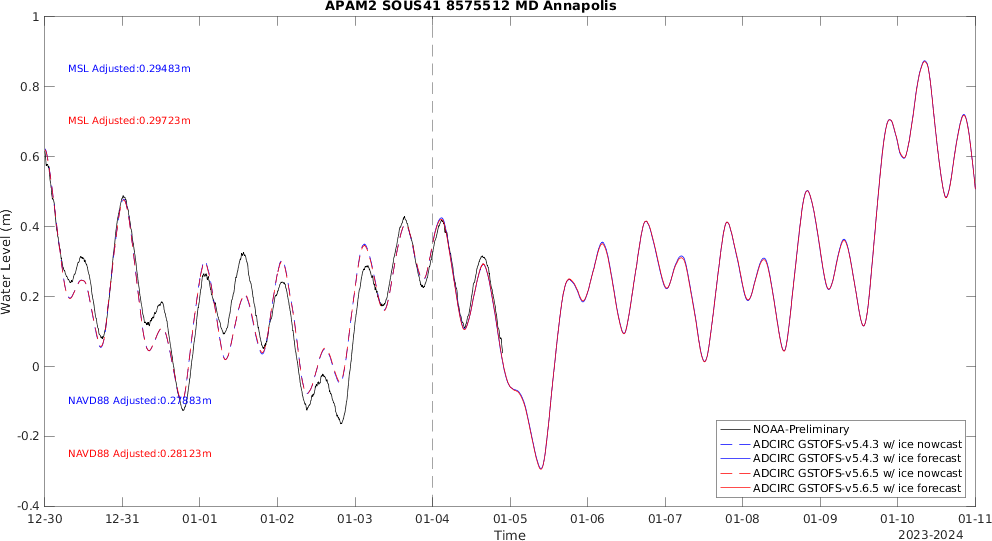 APAM2 SOUS41 8575512 MD Annapolis
1
0.8
0.6
0.4
0.2
0
-0.2
-0.4
Water Level (m)
MSL Adjusted:0.29483m
MSL Adjusted:0.29723m
NAVD88 Adjusted:0.27883m
NAVD88 Adjusted:0.28123m
NOAA-Preliminary
ADCIRC GSTOFS-v5.4.3 w/ ice nowcast
ADCIRC GSTOFS-v5.4.3 w/ ice forecast
ADCIRC GSTOFS-v5.6.5 w/ ice nowcast
ADCIRC GSTOFS-v5.6.5 w/ ice forecast
12-30 12-31 01-01 01-02 01-03 01-04 01-05 01-06 01-07 01-08 01-09 01-10 01-11
Time
2023-2024